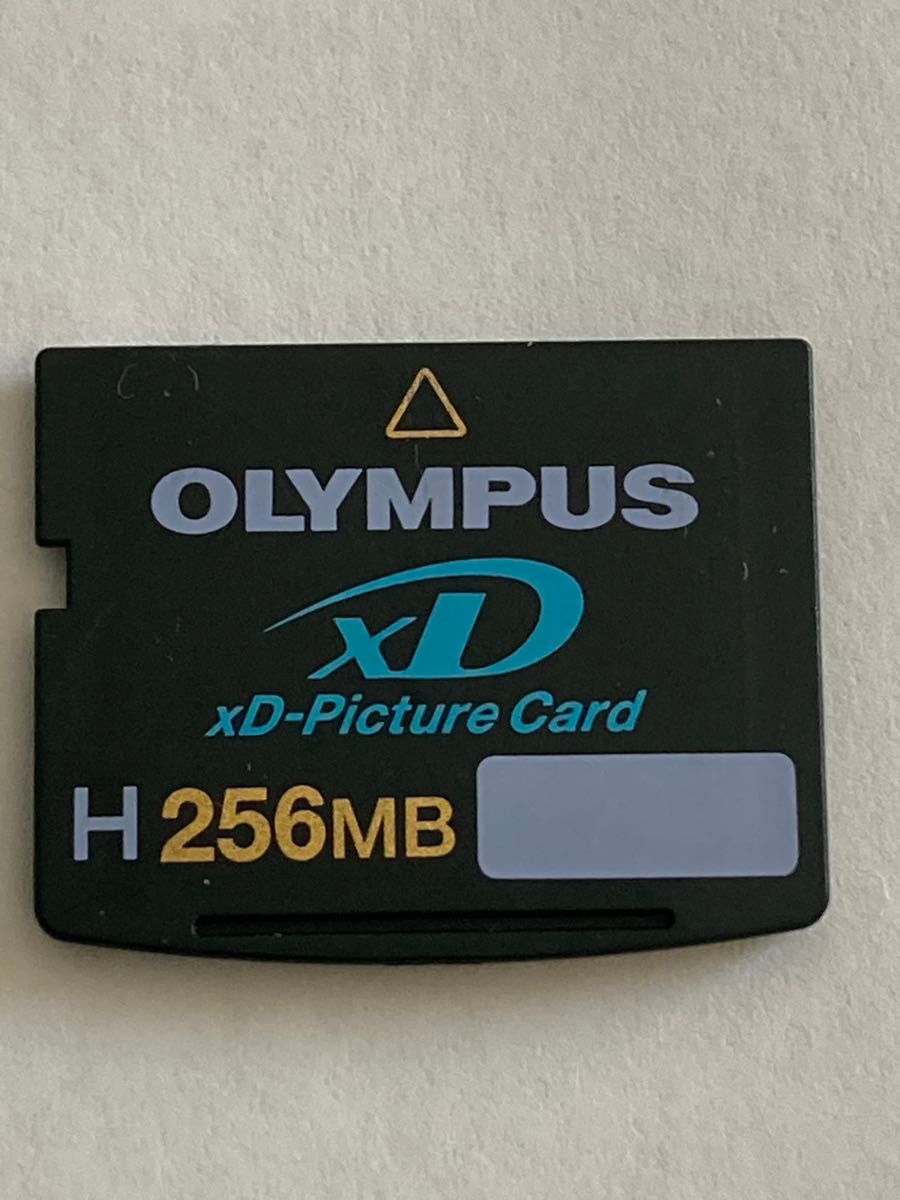 OLYMPUS
xD
xD-Picture Card
H 256MB